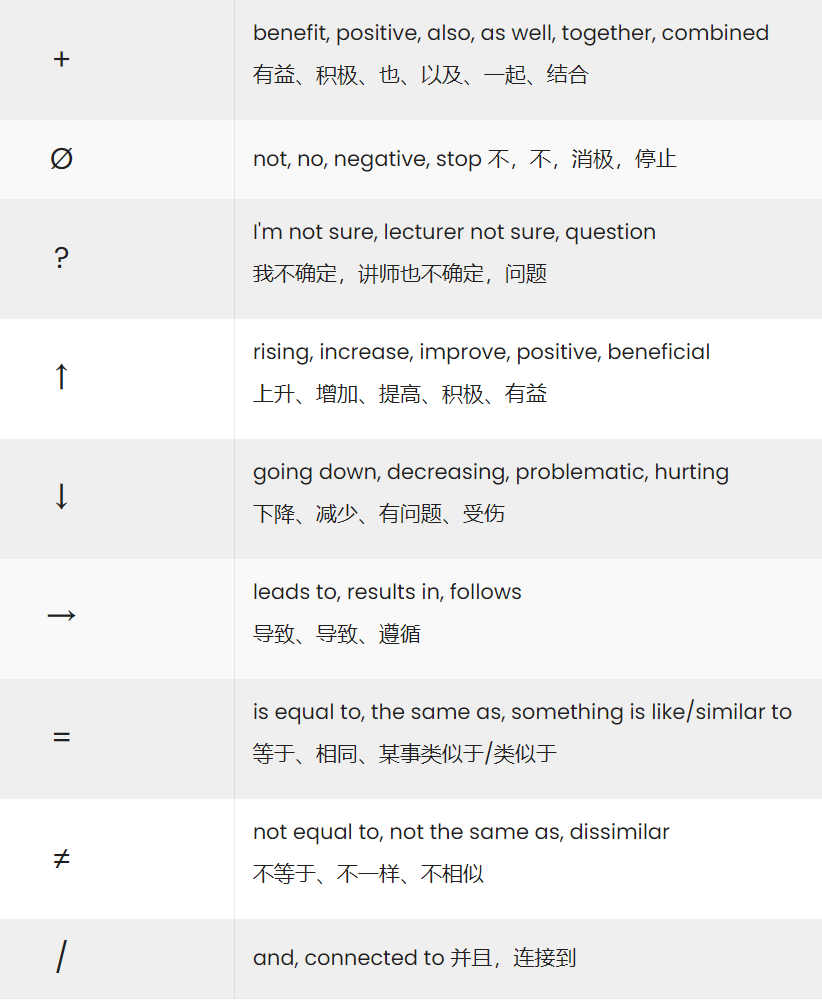 +
benefit, positive, also, as well, together, combined
有益、积极、也、以及、一起、结合
Ø
not, no, negative, stop 不，不，消极，停止
?
I'm not sure, lecturer not sure, question
我不确定，讲师也不确定，问题
↑
rising, increase, improve, positive, beneficial
上升、增加、提高、积极、有益
↓
going down, decreasing, problematic, hurting
下降、减少、有问题、受伤
→
leads to, results in, follows
导致、导致、遵循
=
is equal to, the same as, something is like/similar to
等于、相同、某事类似于/类似于
≠
not equal to, not the same as, dissimilar
不等于、不一样、不相似
/
and, connected to 并且，连接到